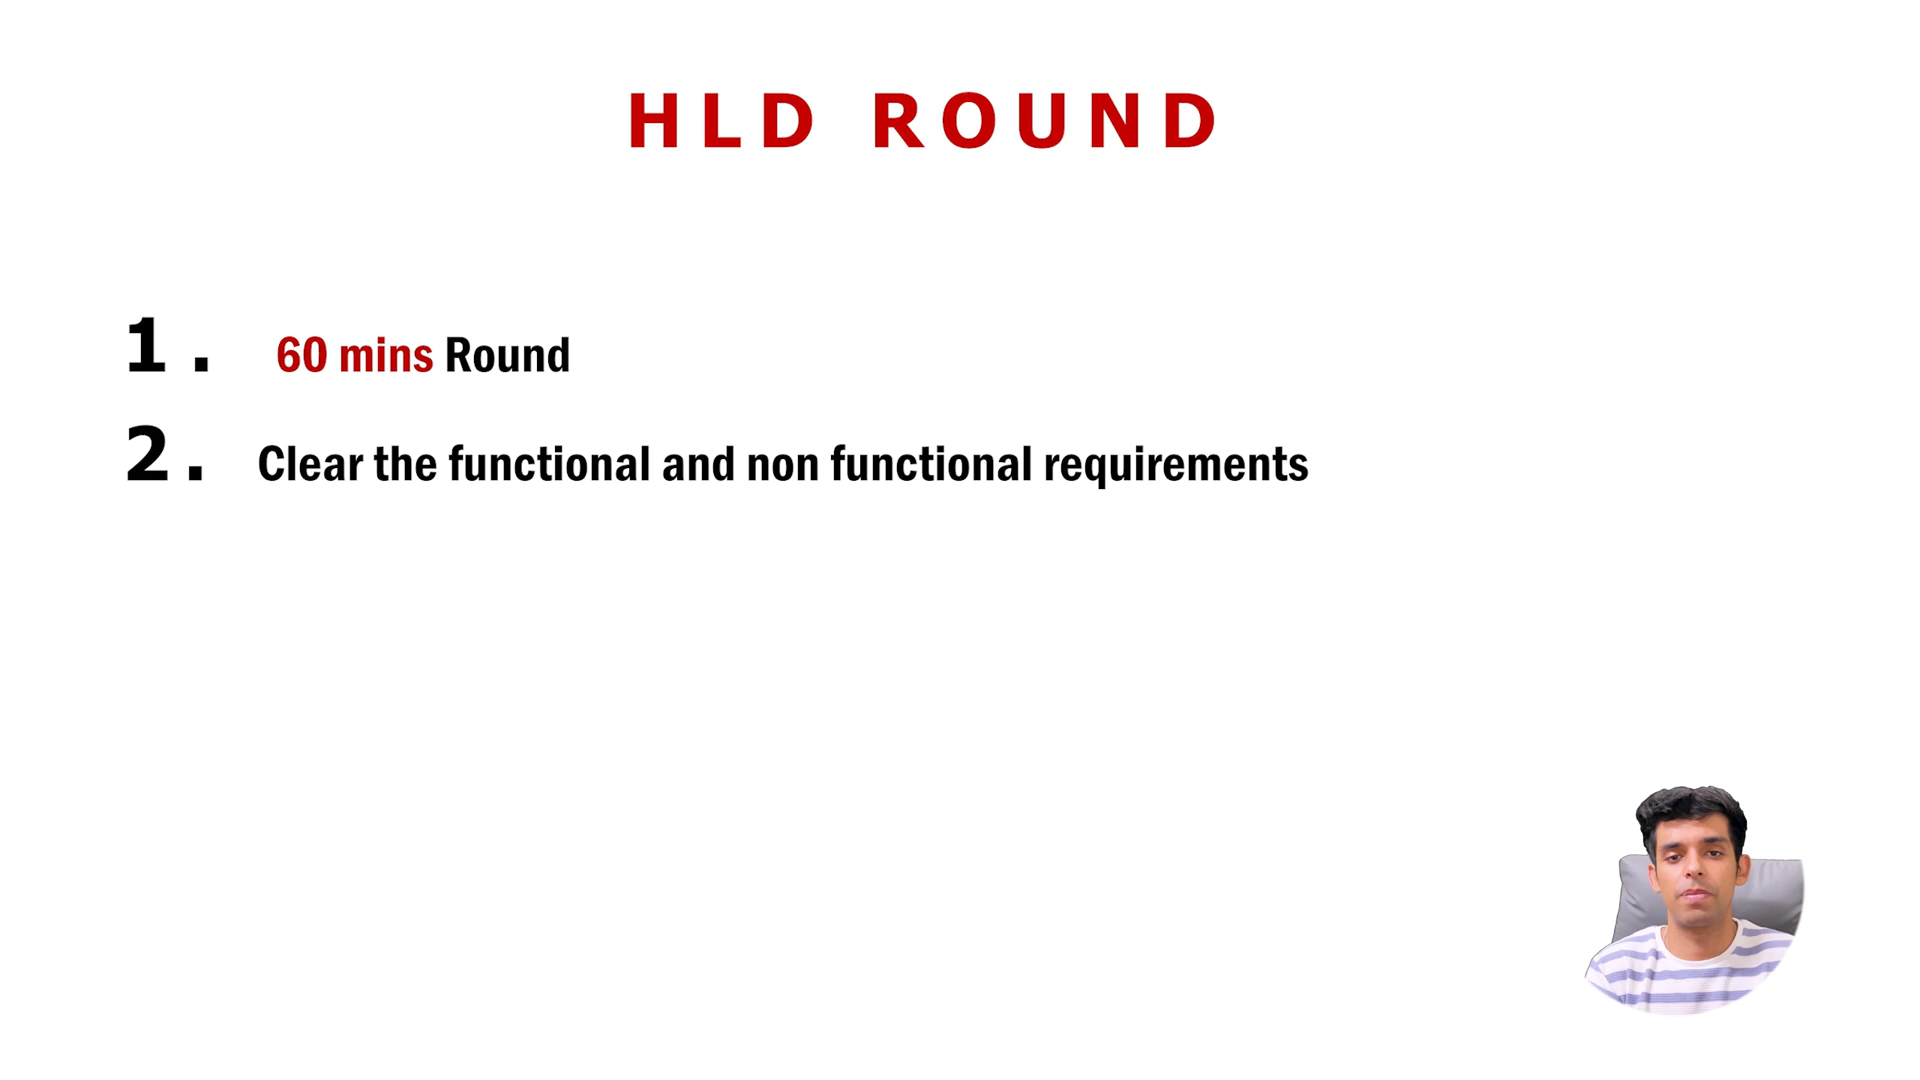 HLD ROUND
1. 60 mins Round
2. Clear the functional and non functional requirements